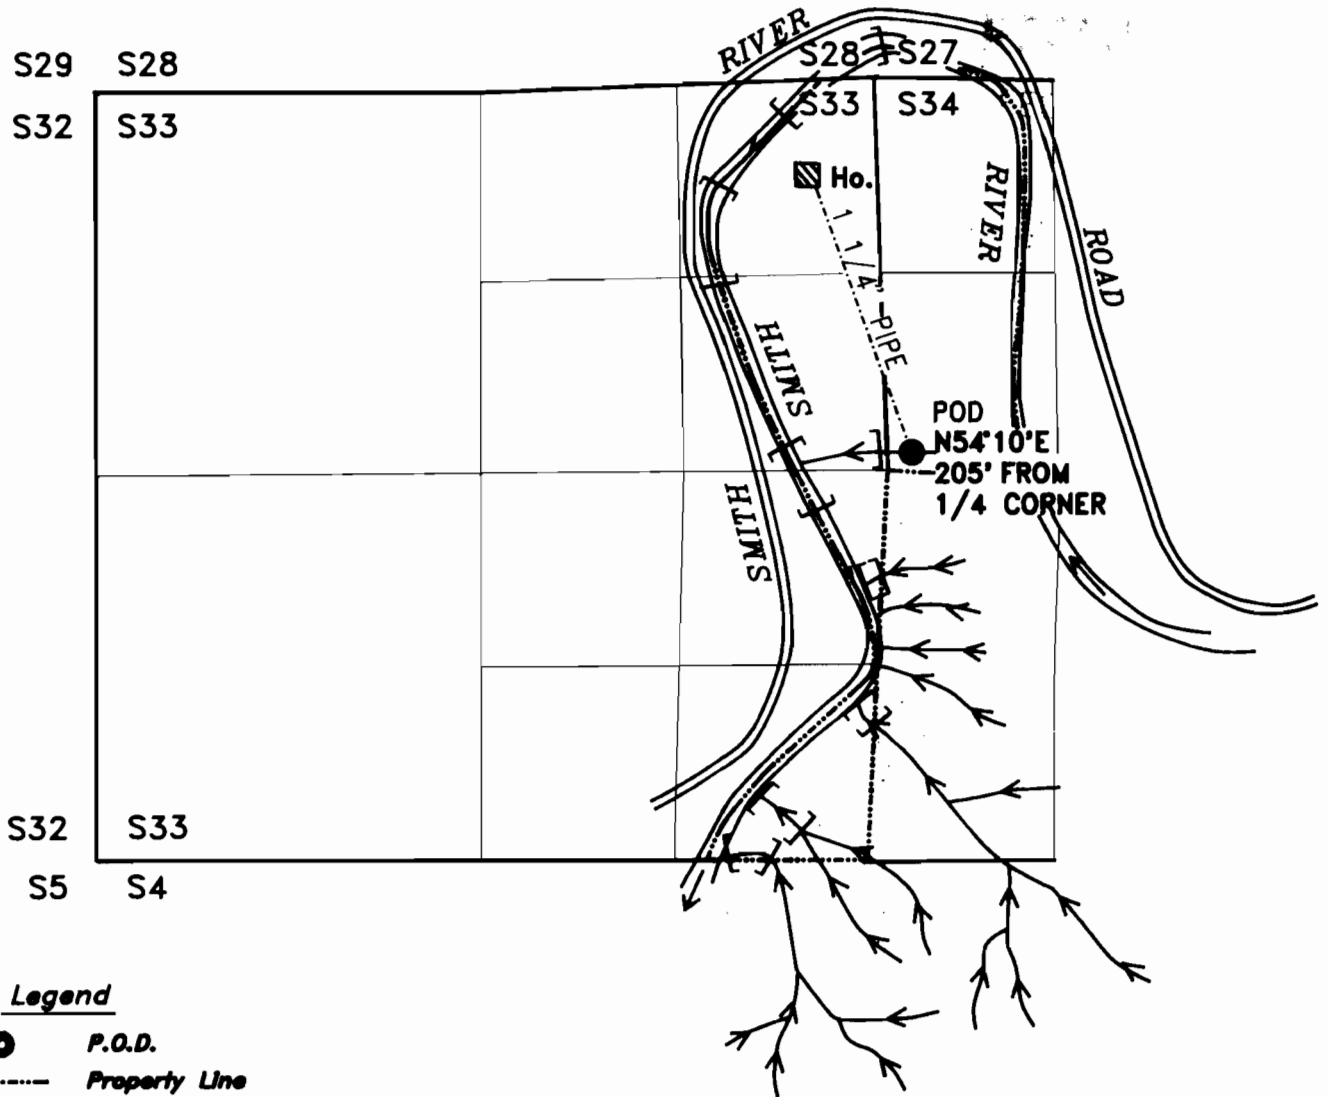 RIVER
S29 S28
S28 S27
S32 S33
S33 S34
Ho.
RIVER
1 1/4" PIPE
ROAD
SMITH
POD
N54°10'E
205' FROM
1/4 CORNER
SMITH
S32 S33
S5 S4
Legend
P.O.D.
Property Line